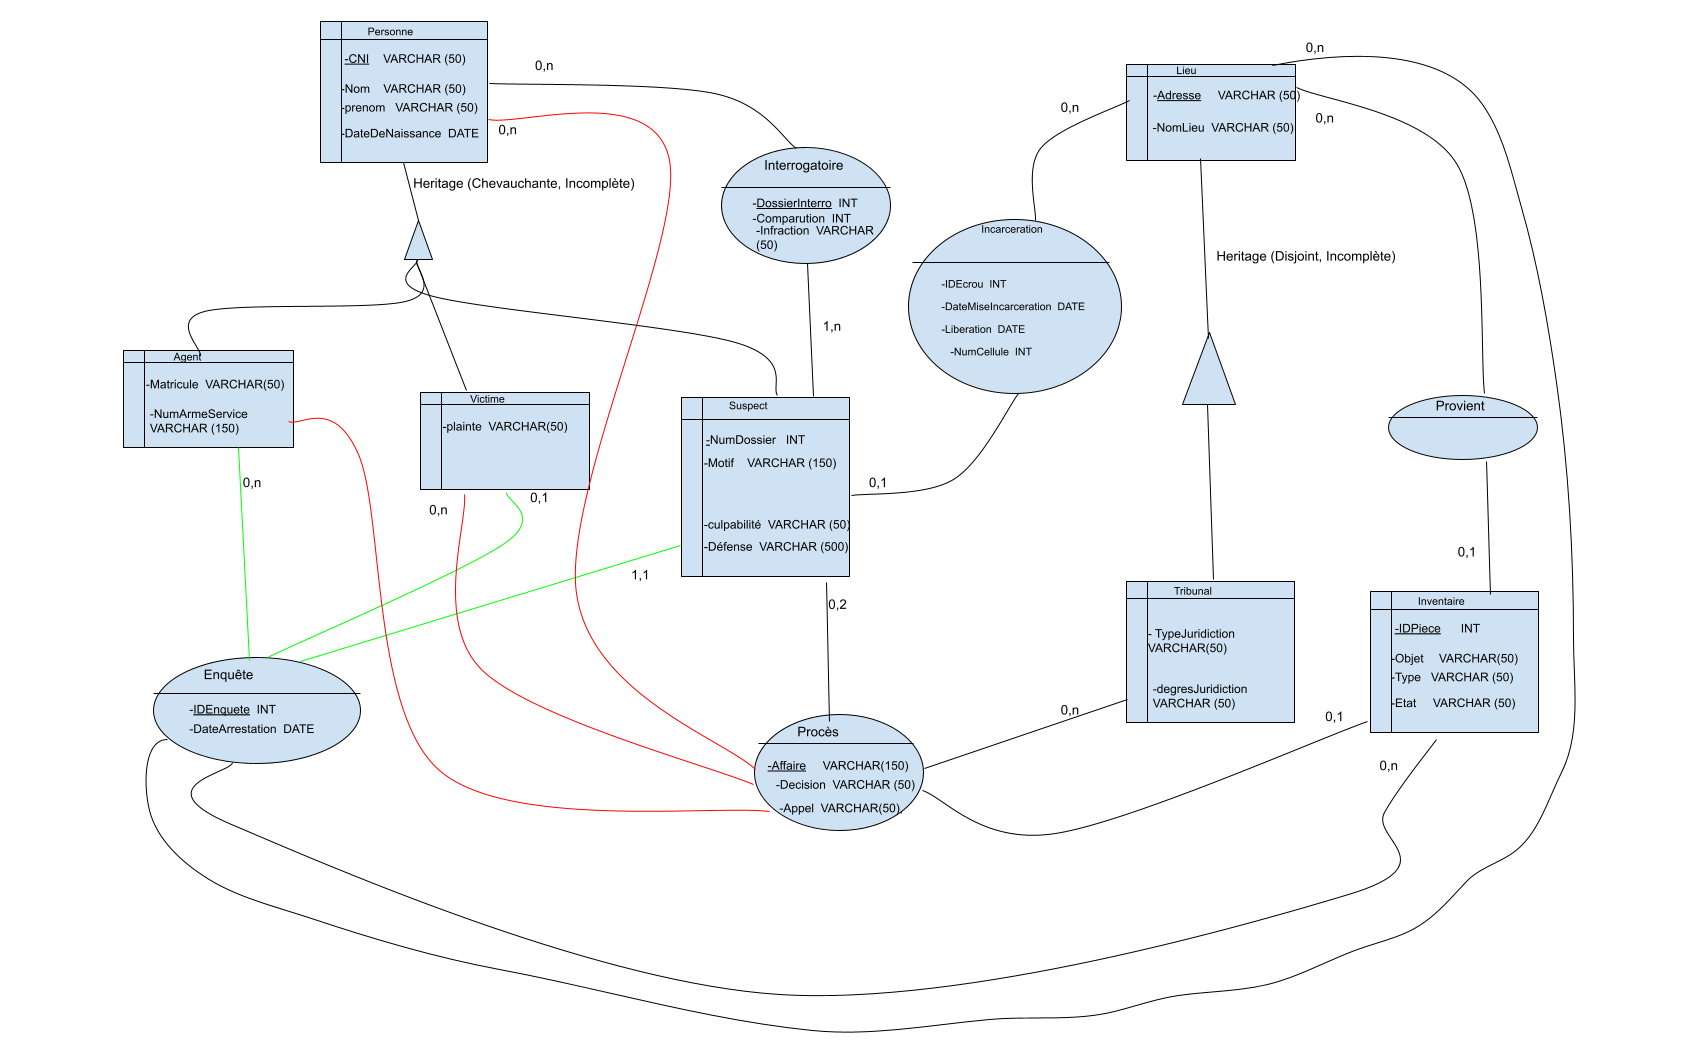 Personne
-CNI VARCHAR (50)
-Nom VARCHAR (50)
-prenom VARCHAR (50)
-DateDeNaissance DATE
0,n
0,n
Heritage (Chevauchante, Incomplète)
Interrogatoire
-DossierInterro INT
-Comparution INT
-Infraction VARCHAR
(50)
1,n
Lieu
-Adresse VARCHAR (50)
-NomLieu VARCHAR (50)
0,n
0,n
0,n
Incarceration
-IDEcrou INT
-DateMiseIncarceration DATE
-Liberation DATE
-NumCellule INT
Heritage (Disjoint, Incomplète)
Agent
-Matricule VARCHAR(50)
-NumArmeService
VARCHAR (150)
0,n
Victime
-plainte VARCHAR(50)
0,n
0,1
Suspect
-NumDossier INT
-Motif VARCHAR (150)
-culpabilité VARCHAR (50)
-Défense VARCHAR (500)
0,1
1,1
0,2
Provient
0,1
Tribunal
- TypeJuridiction
VARCHAR(50)
-degresJuridiction
VARCHAR (50)
0,n
Inventaire
-IDPiece INT
-Objet VARCHAR(50)
-Type VARCHAR (50)
-Etat VARCHAR (50)
0,1
0,n
Enquête
-IDEnquete INT
-DateArrestation DATE
Procès
-Affaire VARCHAR(150)
-Decision VARCHAR (50)
-Appel VARCHAR(50),